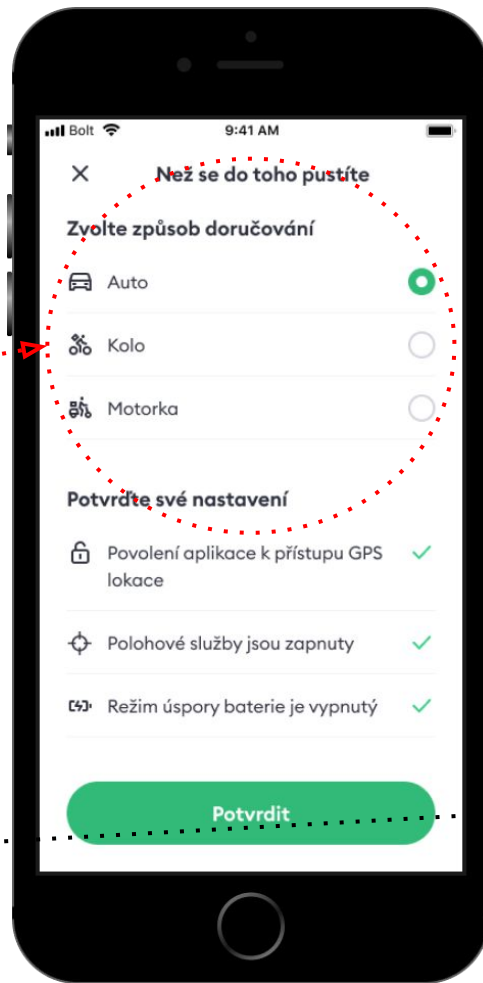 Bolt 9:41 AM
Než se do toho pustíte
Zvolte způsob doručování
Auto
Kolo
Motorka
Potvrďte své nastavení
Povolení aplikace k přístupu GPS
lokace
Polohové služby jsou zapnuty
Režim úspory baterie je vypnutý
Potvrdit